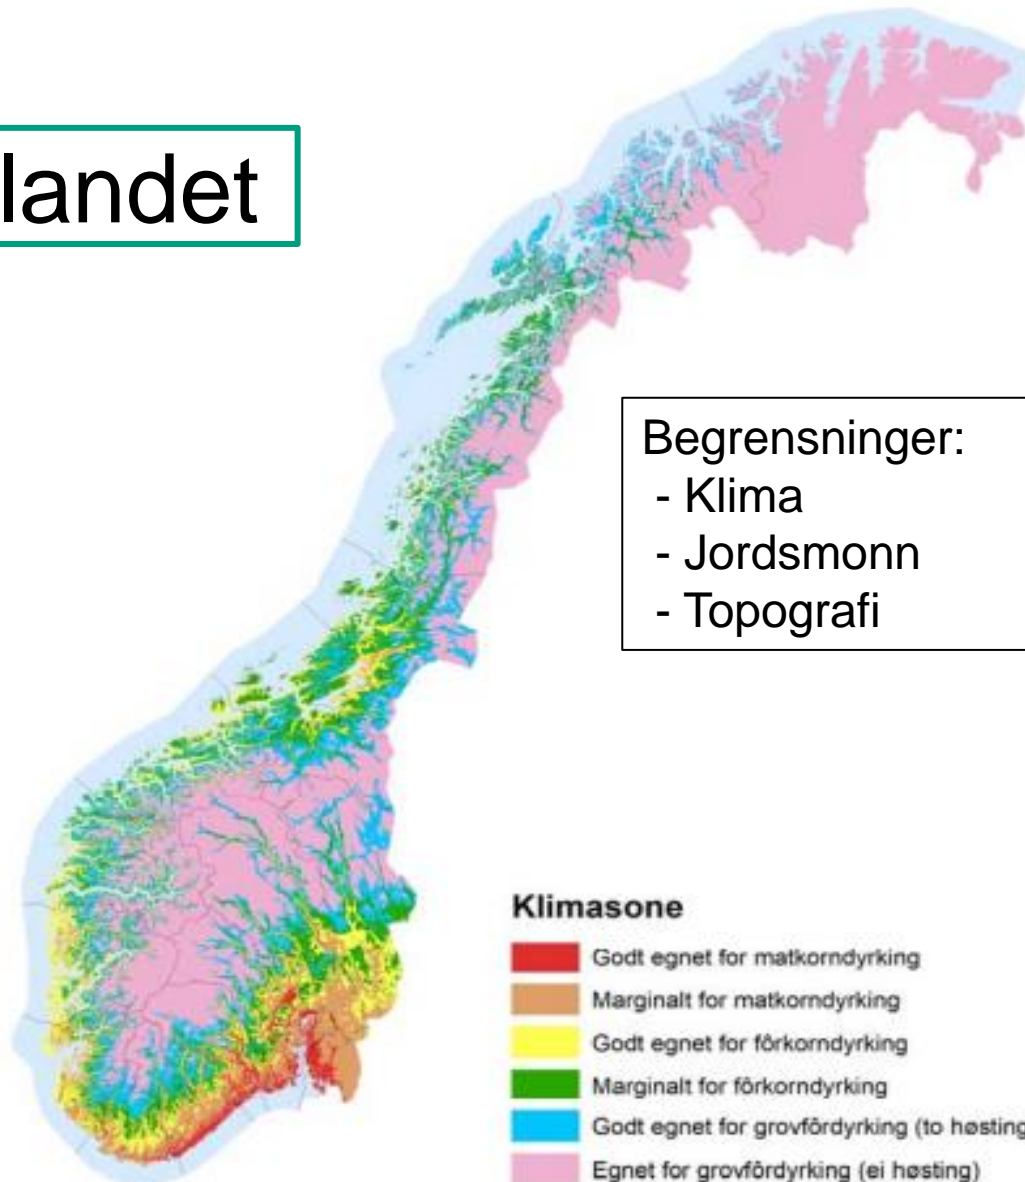 landet
Begrensninger:
- Klima
- Jordsmonn
- Topografi
Klimasone
Godt egnet for matkorndyrking
Marginalt for matkorndyrking
Godt egnet for fôrkorndyrking
Marginalt for fôrkorndyrking
Godt egnet for grovfôrdyrking (to høsting
Egnet for grovfôrdyrking (ei høsting)